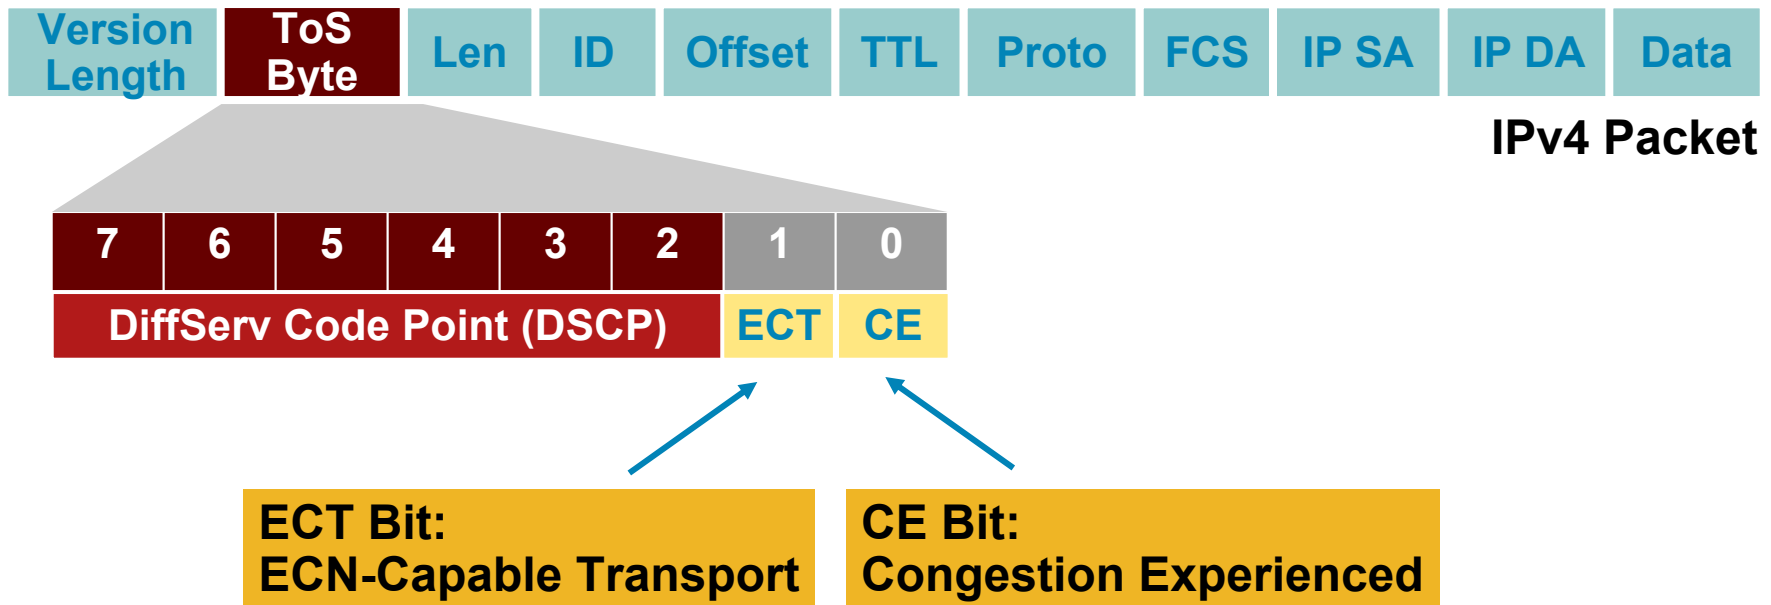 Version Length ToS Byte Len ID Offset TTL Proto FCS IP SA IP DA Data
IPv4 Packet
7 6 5 4 3 2 1 0
DiffServ Code Point (DSCP) ECT CE
ECT Bit:
ECN-Capable Transport
CE Bit:
Congestion Experienced